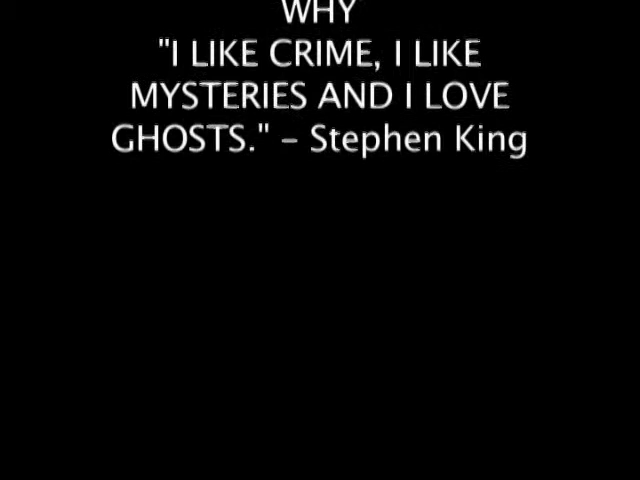 WHY
"I LIKE CRIME, I LIKE
MYSTERIES AND I LOVE
GHOSTS." – Stephen King